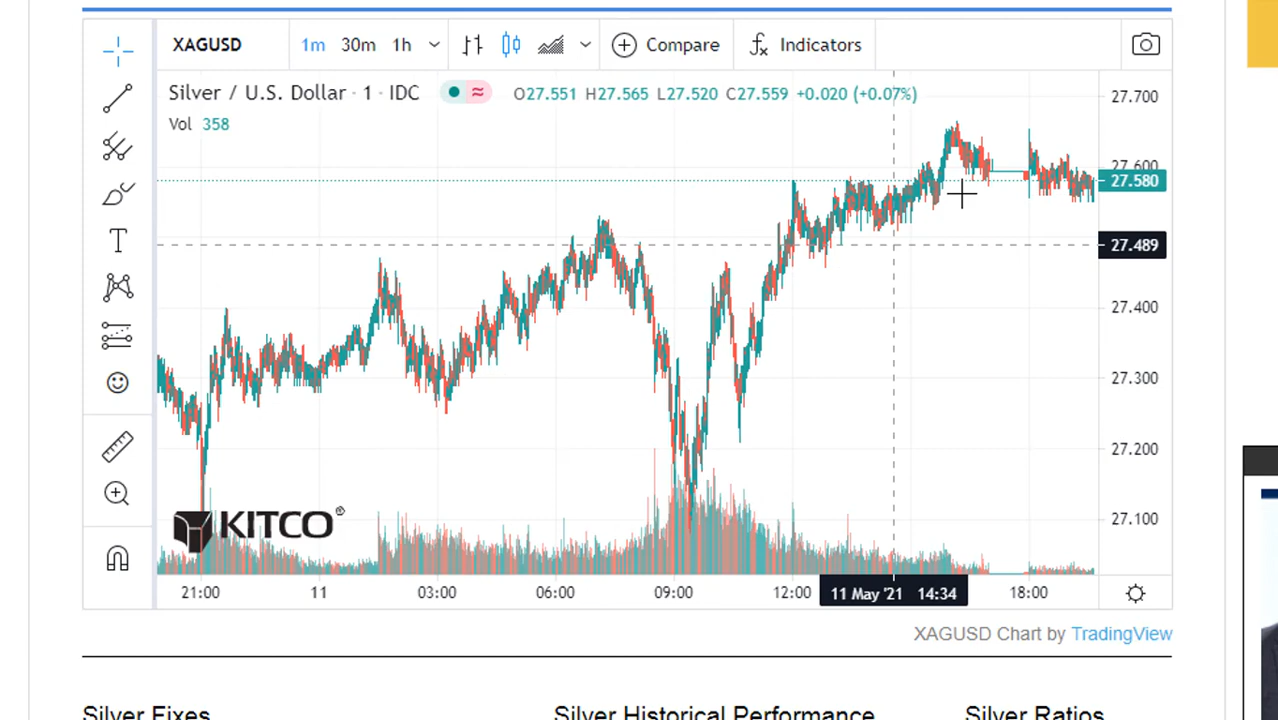 XAGUSD 1m 30m 1h Compare Indicators
Silver / U.S. Dollar · 1 · IDC O27.551 H27.565 L27.520 C27.559 +0.020 (+0.07%)
Vol 358
27.700
27.600
27.580
27.489
27.400
27.300
27.200
27.100
T
KITCO®
21:00 11 03:00 06:00 09:00 12:00 11 May '21 14:34 18:00
XAGUSD Chart by TradingView
Silver Fixes Silver Historical Performance Silver Ratios